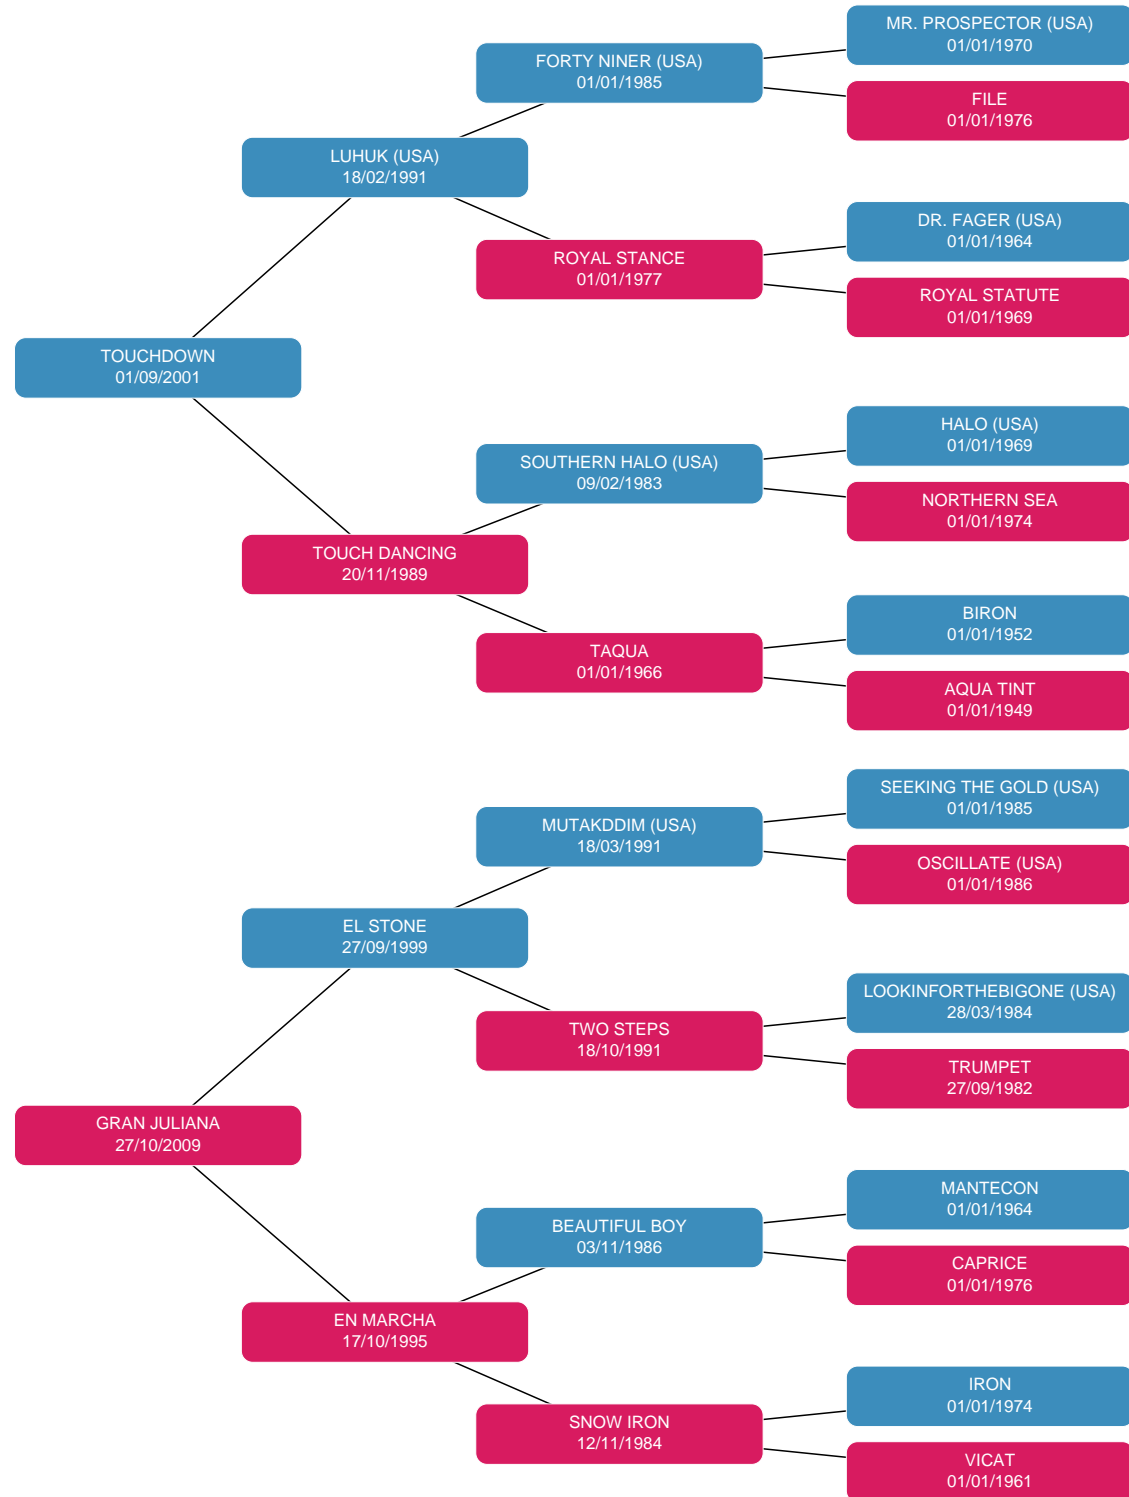 MR. PROSPECTOR (USA)
01/01/1970
FORTY NINER (USA)
01/01/1985
FILE
01/01/1976
LUHUK (USA)
18/02/1991
DR. FAGER (USA)
01/01/1964
ROYAL STANCE
01/01/1977
ROYAL STATUTE
01/01/1969
TOUCHDOWN
01/09/2001
HALO (USA)
01/01/1969
SOUTHERN HALO (USA)
09/02/1983
NORTHERN SEA
01/01/1974
TOUCH DANCING
20/11/1989
BIRON
01/01/1952
TAQUA
01/01/1966
AQUA TINT
01/01/1949
SEEKING THE GOLD (USA)
01/01/1985
MUTAKDDIM (USA)
18/03/1991
OSCILLATE (USA)
01/01/1986
EL STONE
27/09/1999
LOOKINFORTHEBIGONE (USA)
28/03/1984
TWO STEPS
18/10/1991
TRUMPET
27/09/1982
GRAN JULIANA
27/10/2009
MANTECON
01/01/1964
BEAUTIFUL BOY
03/11/1986
CAPRICE
01/01/1976
EN MARCHA
17/10/1995
IRON
01/01/1974
SNOW IRON
12/11/1984
VICAT
01/01/1961